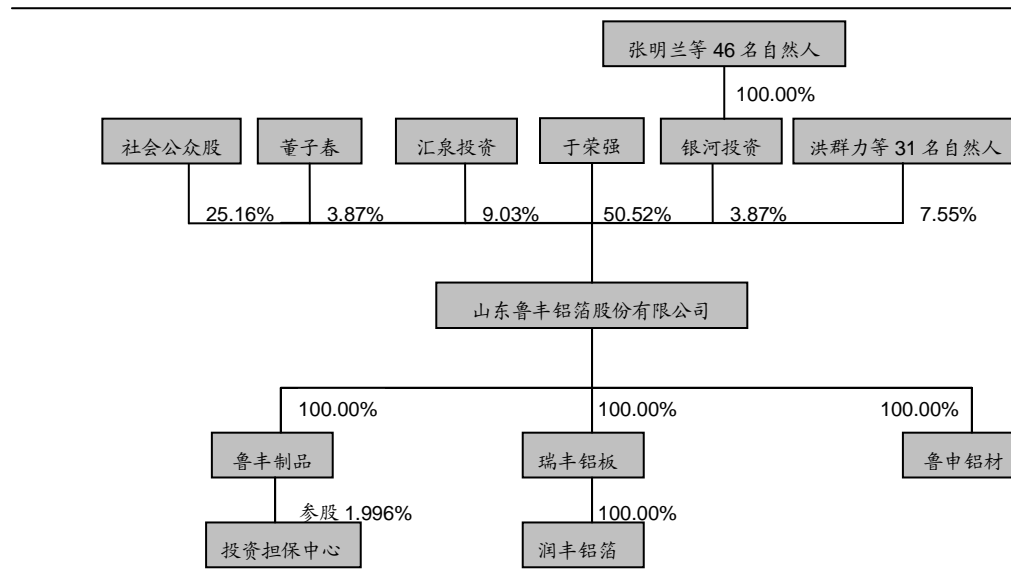 张明兰等 46 名自然人
100.00%
社会公众股
董子春
汇泉投资
于荣强
银河投资
洪群力等 31 名自然人
25.16%
3.87%
9.03%
50.52%
3.87%
7.55%
山东鲁丰铝箔股份有限公司
100.00%
100.00%
100.00%
鲁丰制品
瑞丰铝板
鲁申铝材
参股 1.996%
100.00%
投资担保中心
润丰铝箔